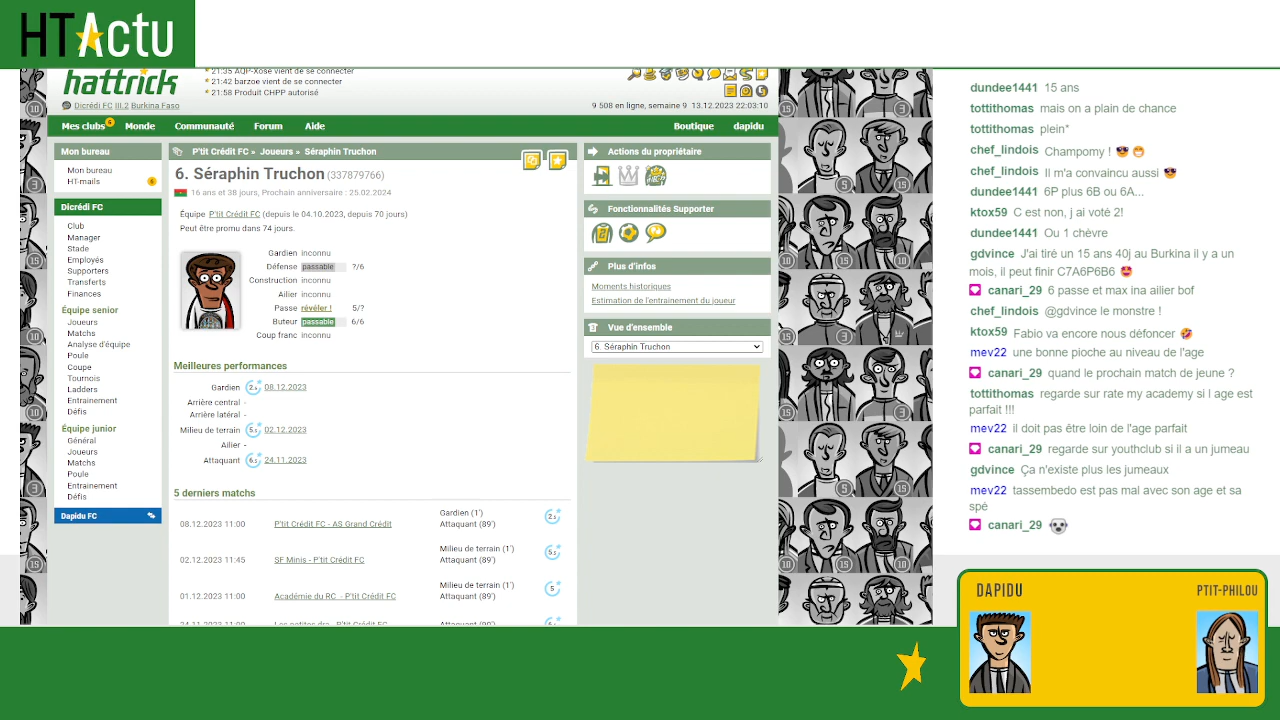 HTActu
hattrick
21:35 AQP-Xose vient de se connecter
21:42 barzoe vient de se connecter
21:58 Produit CHPP autorisé
Dicrédi FC III.2 Burkina Faso
9 508 en ligne, semaine 9 13.12.2023 22:03:10
Mes clubs 6 Monde Communauté Forum Aide Boutique dapidu
Mon bureau
Mon bureau
HT-mails 6
Dicrédi FC
Club
Manager
Stade
Employés
Supporters
Transferts
Finances
Équipe senior
Joueurs
Matchs
Analyse d'équipe
Poule
Coupe
Tournois
Ladders
Entrainement
Défis
Équipe junior
Général
Joueurs
Matchs
Poule
Entrainement
Défis
Dapidu FC
P'tit Crédit FC » Joueurs » Séraphin Truchon
6. Séraphin Truchon (337879766)
16 ans et 38 jours, Prochain anniversaire : 25.02.2024
Équipe P'tit Crédit FC (depuis le 04.10.2023, depuis 70 jours)
Peut être promu dans 74 jours.
Gardien inconnu
Défense passable ?/6
Construction inconnu
Ailier inconnu
Passe révéler ! 5/?
Buteur passable 6/6
Coup franc inconnu
Meilleures performances
Gardien 08.12.2023
Arrière central -
Arrière latéral -
Milieu de terrain 02.12.2023
Ailier -
Attaquant 24.11.2023
5 derniers matchs
08.12.2023 11:00 P'tit Crédit FC - AS Grand Crédit Gardien (1')
Attaquant (89')
02.12.2023 11:45 SF Minis - P'tit Crédit FC Milieu de terrain (1')
Attaquant (89')
01.12.2023 11:00 Académie du RC - P'tit Crédit FC Milieu de terrain (1')
Attaquant (89') 5
Actions du propriétaire
Fonctionnalités Supporter
Plus d'infos
Moments historiques
Estimation de l'entrainement du joueur
Vue d'ensemble
6. Séraphin Truchon
dundee1441 15 ans
tottithomas mais on a plain de chance
tottithomas plein*
chef_lindois Champomy ! 😎 😁
chef_lindois Il m'a convaincu aussi 😎
dundee1441 6P plus 6B ou 6A...
ktox59 C est non, j ai voté 2!
dundee1441 Ou 1 chèvre
gdvince J'ai tiré un 15 ans 40j au Burkina il y a un
mois, il peut finir C7A6P6B6 🤩
canari_29 6 passe et max ina ailier bof
chef_lindois @gdvince le monstre !
ktox59 Fabio va encore nous défoncer 🤣
mev22 une bonne pioche au niveau de l'age
canari_29 quand le prochain match de jeune ?
tottithomas regarde sur rate my academy si l age est
parfait !!!
mev22 il doit pas être loin de l'age parfait
canari_29 regarde sur youthclub si il a un jumeau
gdvince Ça n'existe plus les jumeaux
mev22 tassembedo est pas mal avec son age et sa
spé
canari_29
DAPIDU PTIT-PHILOU